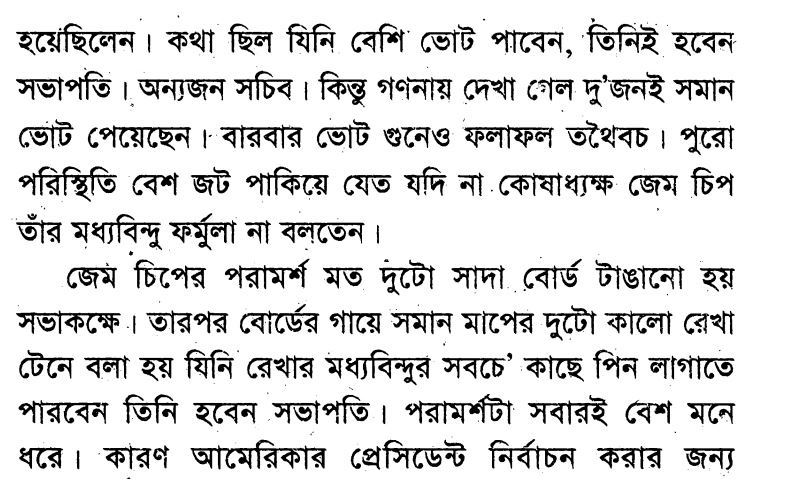 হয়েছিলেন। কথা ছিল যিনি বেশি ভোট পাবেন, তিনিই হবেন
সভাপতি। অন্যজন সচিব। কিন্তু গণনায় দেখা গেল দু'জনই সমান
ভোট পেয়েছেন। বারবার ভোট গুনেও ফলাফল তথৈবচ। পুরো
পরিস্থিতি বেশ জট পাকিয়ে যেত যদি না কোষাধ্যক্ষ জেম চিপ
তাঁর মধ্যবিন্দু ফর্মুলা না বলতেন।
জেম চিপের পরামর্শ মত দুটো সাদা বোর্ড টাঙানো হয়
সভাকক্ষে। তারপর বোর্ডের গায়ে সমান মাপের দুটো কালো রেখা
টেনে বলা হয় যিনি রেখার মধ্যবিন্দুর সবচে' কাছে পিন লাগাতে
পারবেন তিনি হবেন সভাপতি। পরামর্শটা সবারই বেশ মনে
ধরে। কারণ আমেরিকার প্রেসিডেন্ট নির্বাচন করার জন্য